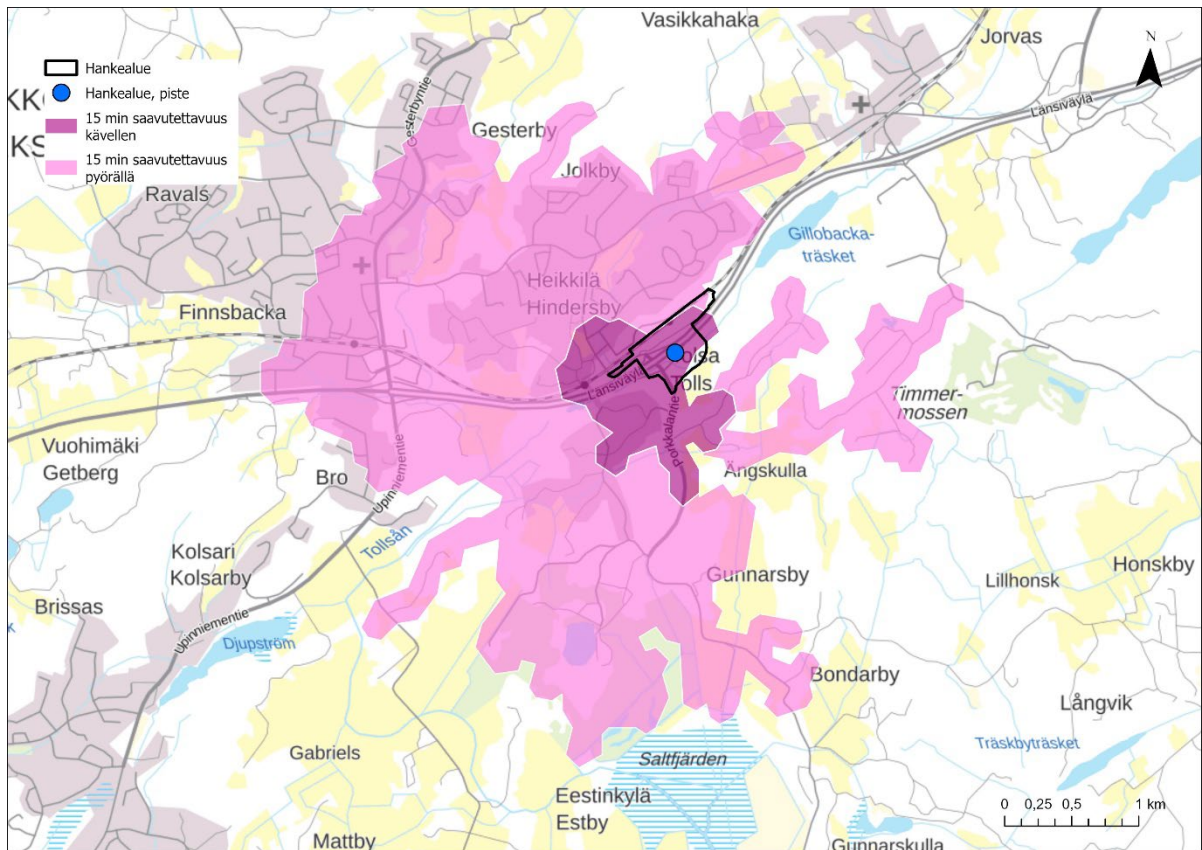 Vasikkahaka
Jorvas
N
Hankealue
Hankealue, piste
15 min saavutettavuus
kävellen
15 min saavutettavuus
pyörällä
Länsiväylä
Gesterbyntie
Gesterby
Jolkby
Ravals
Gillobacka-
träsket
Heikkilä
Hindersby
Finnsbacka
Länsiväylä
Tolls
Porkkalantie
Timmer-
mossen
Vuohimäki
Getberg
Bro
Upinniementie
Ängskulla
Tollsån
Kolsari
Kolsarby
Gunnarsby
Lillhonsk
Honskby
Brissas
Upinniementie
Djupström
Bondarby
Långvik
Gabriels
Saltfjärden
Träskbyträsket
Eestinkylä
Estby
0 0,25 0,5 1 km
Mattby
Gunnarskulla